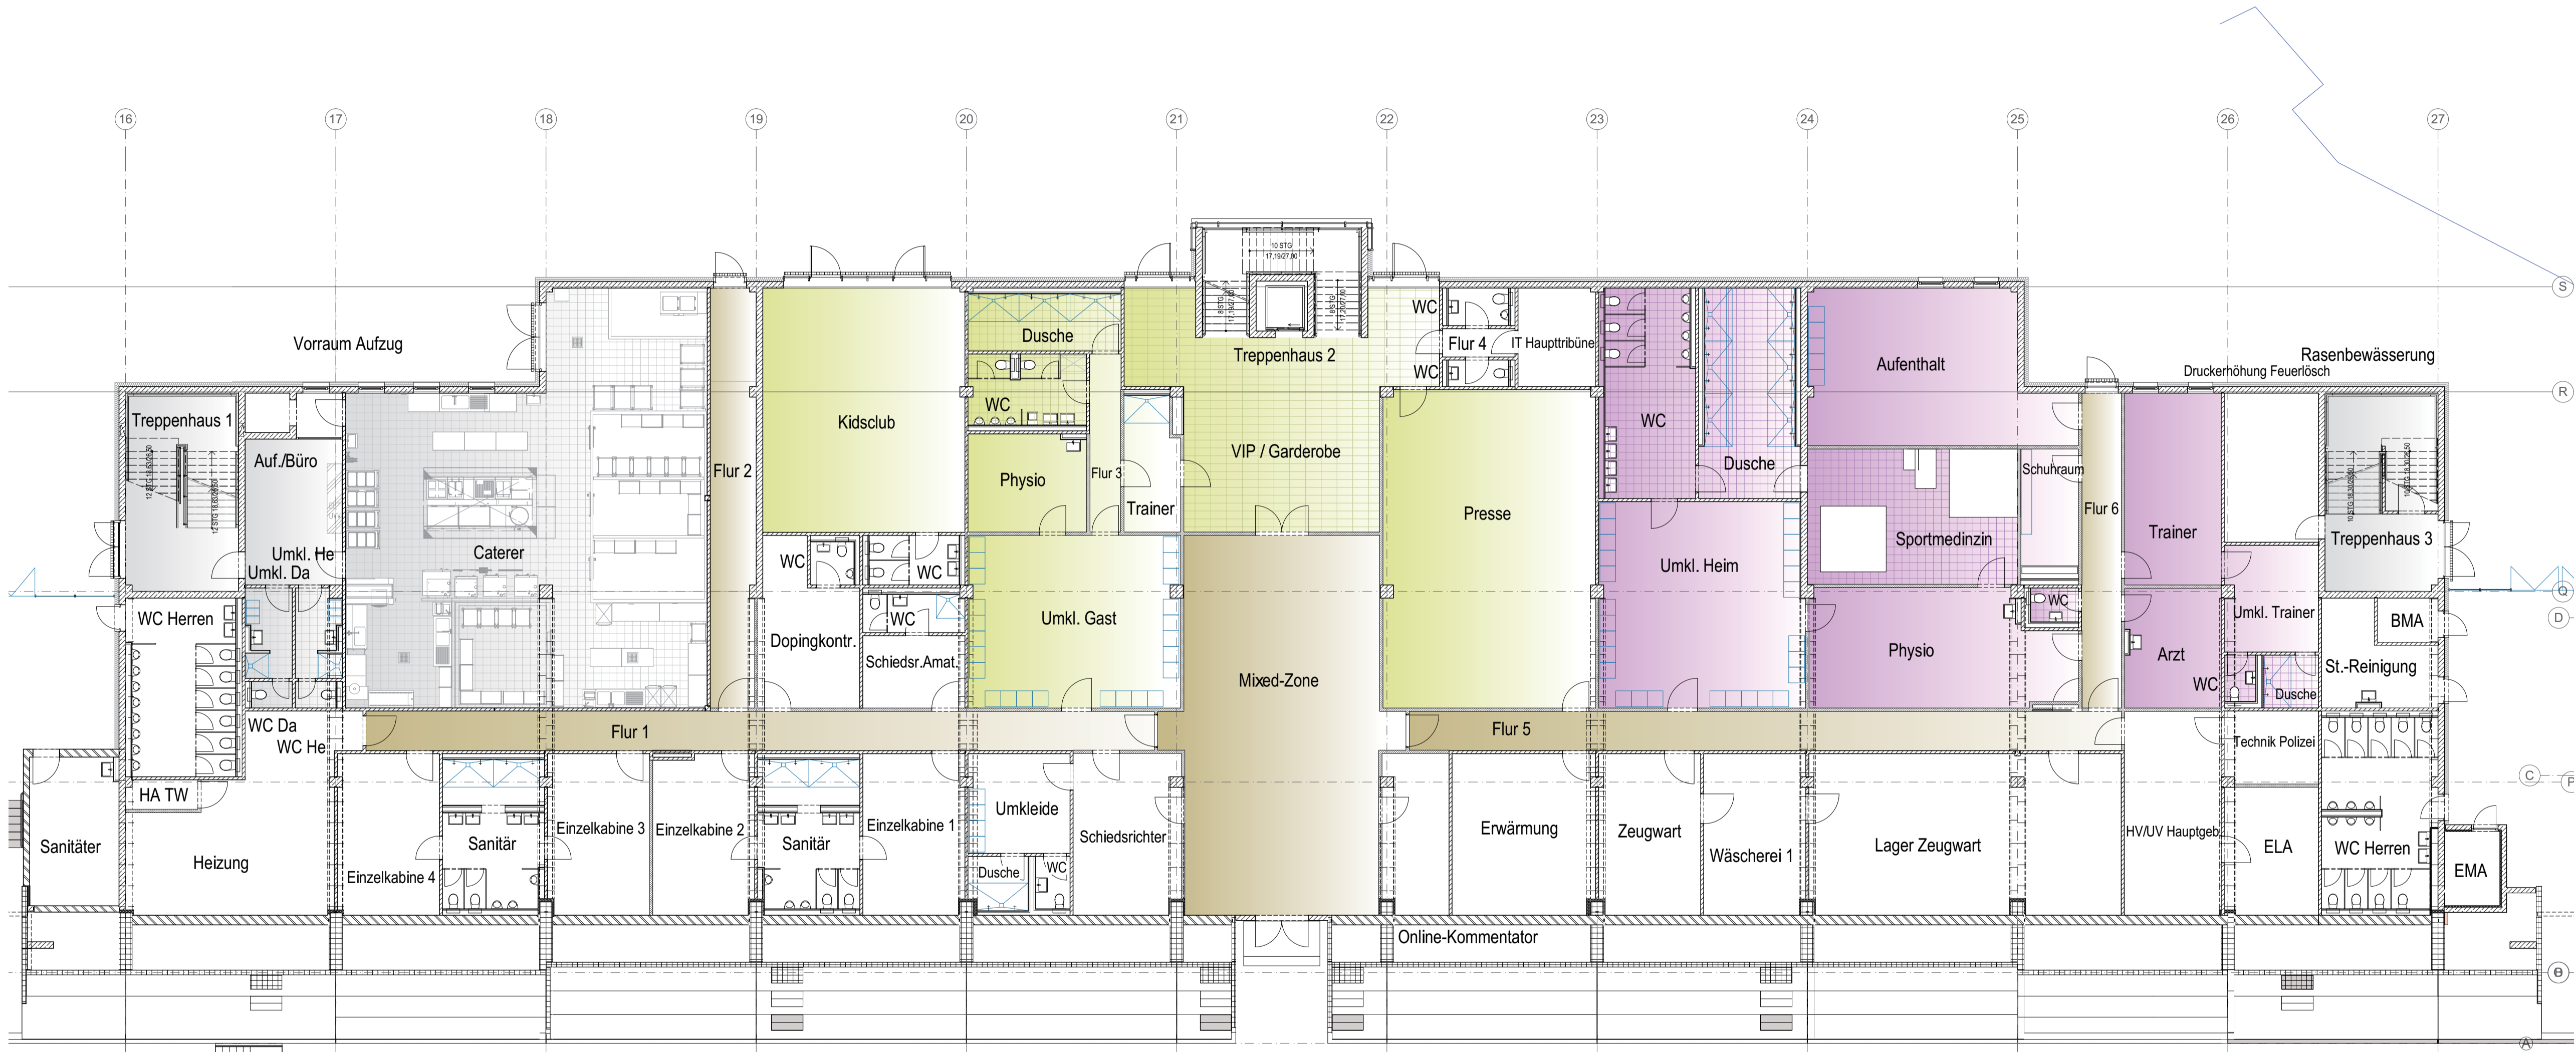 16 17 18 19 20 21 22 23 24 25 26 27
10 STG
17,19/27,00
S
Vorraum Aufzug
Dusche
WC
Flur 4
IT Haupttribüne
Treppenhaus 2
WC
Aufenthalt
Rasenbewässerung
Druckerhöhung Feuerlösch
R
Treppenhaus 1
Kidsclub
WC
WC
Auf./Büro
Flur 2
Physio
Flur 3
VIP / Garderobe
Dusche
Schuhraum
Trainer
Presse
Flur 6
Umkl. He
Umkl. Da
Caterer
WC
WC
Umkl. Heim
Sportmedinzin
Trainer
Treppenhaus 3
Q
WC Herren
Umkl. Gast
WC
WC
Umkl. Trainer
BMA
D
Dopingkontr.
Schiedsr.Amat.
Mixed-Zone
Physio
Arzt
St.-Reinigung
WC
Dusche
WC Da
WC He
Flur 1
Flur 5
Technik Polizei
C
P
HA TW
Sanitäter
Heizung
Einzelkabine 4
Sanitär
Einzelkabine 3
Einzelkabine 2
Sanitär
Einzelkabine 1
Umkleide
Schiedsrichter
Erwärmung
Zeugwart
Wäscherei 1
Lager Zeugwart
HV/UV Hauptgeb.
ELA
WC Herren
EMA
Dusche
WC
Online-Kommentator
A